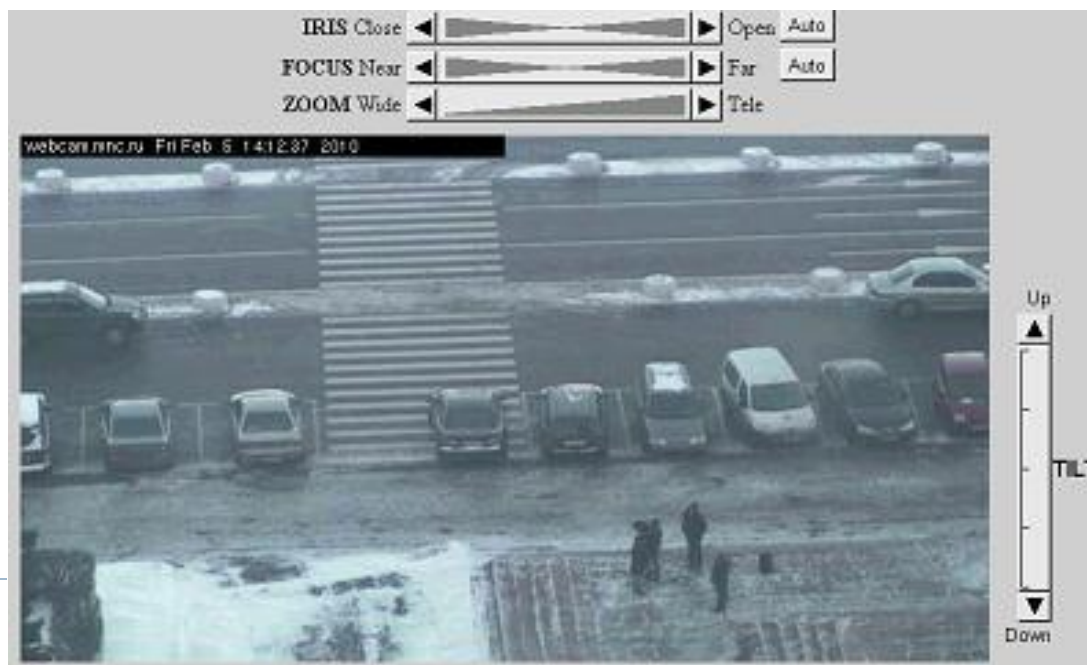 IRIS Close Open Auto
FOCUS Near Far Auto
ZOOM Wide Tele
webcam.mnc.ru Fri Feb 5 14:12:37 2010
Up
TILT
Down